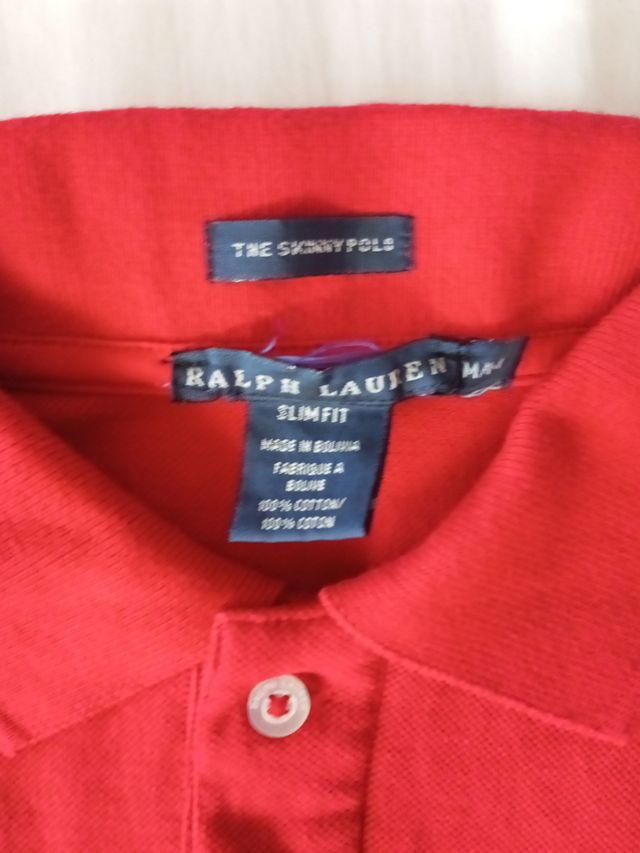 THE SKINNY POLO
RALPH LAUREN
M/M
SLIM FIT
MADE IN BOLIVIA
FABRIQUE A
BOLIVIE
100% COTTON/
100% COTON